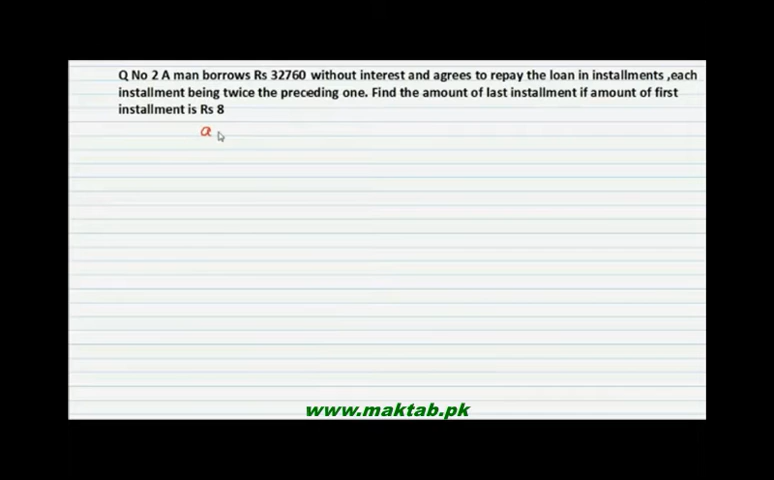 Q No 2 A man borrows Rs 32760 without interest and agrees to repay the loan in installments ,each
installment being twice the preceding one. Find the amount of last installment if amount of first
installment is Rs 8
a
www.maktab.pk